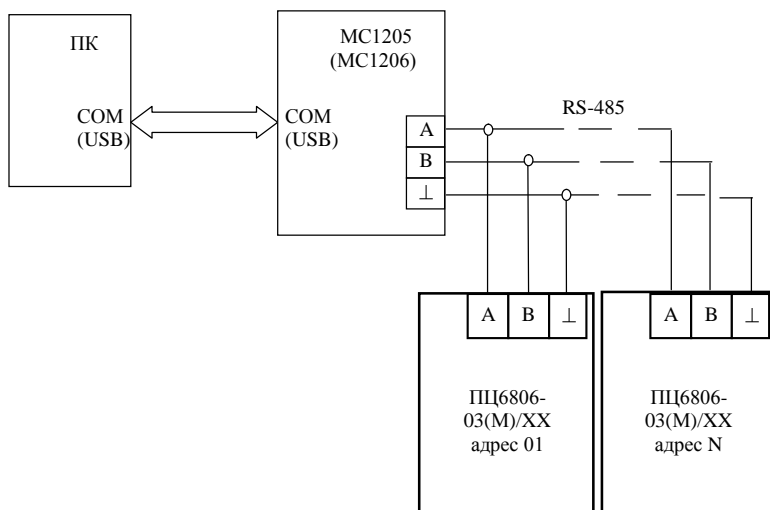 ПК
COM
(USB)
МС1205
(МС1206)
COM
(USB)
A
B
⊥
RS-485
A
B
⊥
ПЦ6806-
03(М)/ХХ
адрес 01
A
B
⊥
ПЦ6806-
03(М)/ХХ
адрес N